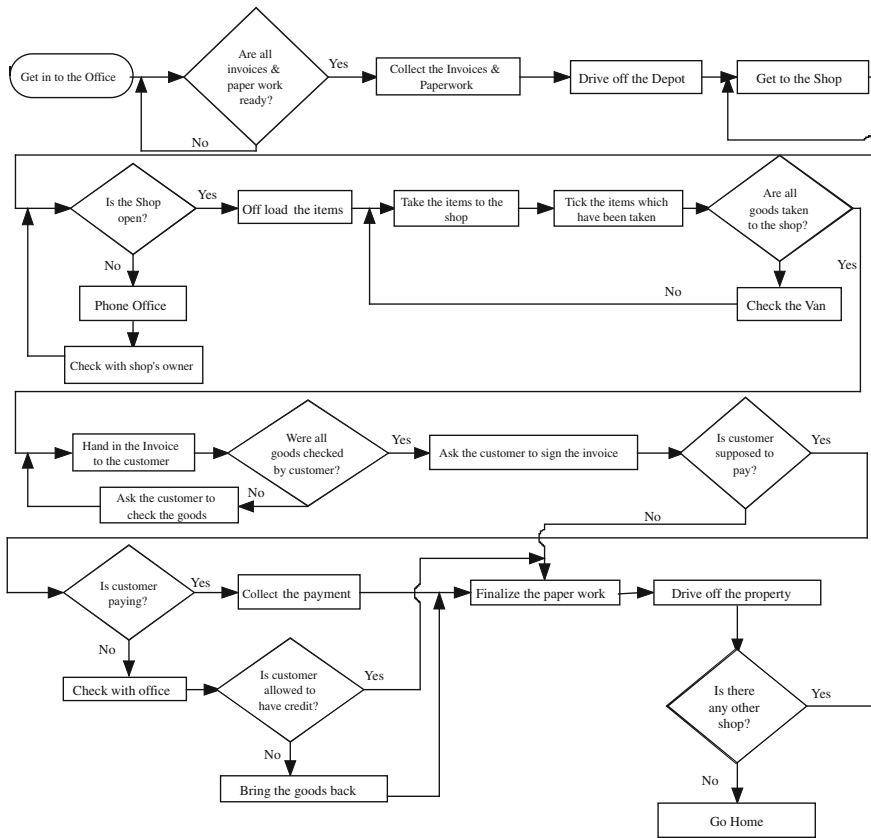 Get in to the Office
Are all
invoices &
paper work
ready?
Yes
No
Collect the Invoices &
Paperwork
Drive off the Depot
Get to the Shop
Is the Shop
open?
Yes
No
Off load the items
Take the items to the
shop
Tick the items which
have been taken
Are all
goods taken
to the shop?
Yes
No
Check the Van
Phone Office
Check with shop's owner
Hand in the Invoice
to the customer
Were all
goods checked
by customer?
Yes
No
Ask the customer to
check the goods
Ask the customer to sign the invoice
Is customer
supposed to
pay?
Yes
No
Is customer
paying?
Yes
No
Collect the payment
Finalize the paper work
Drive off the property
Check with office
Is customer
allowed to
have credit?
Yes
No
Bring the goods back
Is there
any other
shop?
Yes
No
Go Home